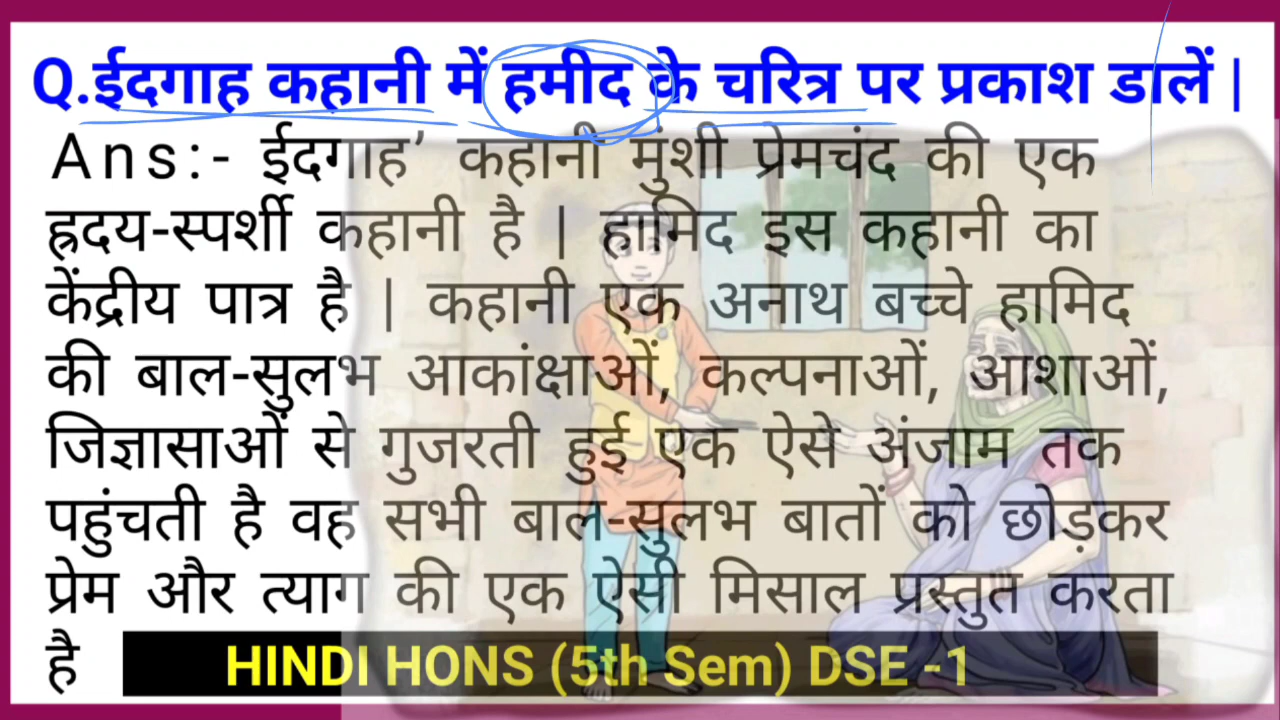 Q.ईदगाह कहानी में हमीद के चरित्र पर प्रकाश डालें |
Ans:- ईदगाह’ कहानी मुंशी प्रेमचंद की एक
ह्रदय-स्पर्शी कहानी है | हामिद इस कहानी का
केंद्रीय पात्र है | कहानी एक अनाथ बच्चे हामिद
की बाल-सुलभ आकांक्षाओं, कल्पनाओं, आशाओं,
जिज्ञासाओं से गुजरती हुई एक ऐसे अंजाम तक
पहुंचती है वह सभी बाल-सुलभ बातों को छोड़कर
प्रेम और त्याग की एक ऐसी मिसाल प्रस्तुत करता
है
HINDI HONS (5th Sem) DSE -1